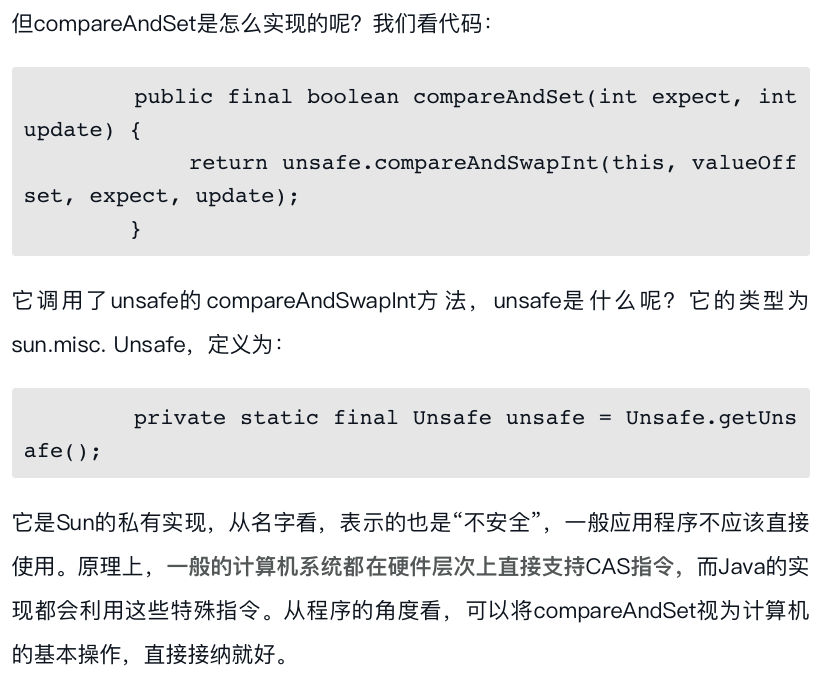 但compareAndSet是怎么实现的呢？我们看代码：
public final boolean compareAndSet(int expect, int
update) {
return unsafe.compareAndSwapInt(this, valueOff
set, expect, update);
}
它调用了unsafe的compareAndSwapInt方法，unsafe是什么呢？它的类型为
sun.misc. Unsafe，定义为：
private static final Unsafe unsafe = Unsafe.getUns
afe();
它是Sun的私有实现，从名字看，表示的也是“不安全”，一般应用程序不应该直接
使用。原理上，一般的计算机系统都在硬件层次上直接支持CAS指令，而Java的实
现都会利用这些特殊指令。从程序的角度看，可以将compareAndSet视为计算机
的基本操作，直接接纳就好。